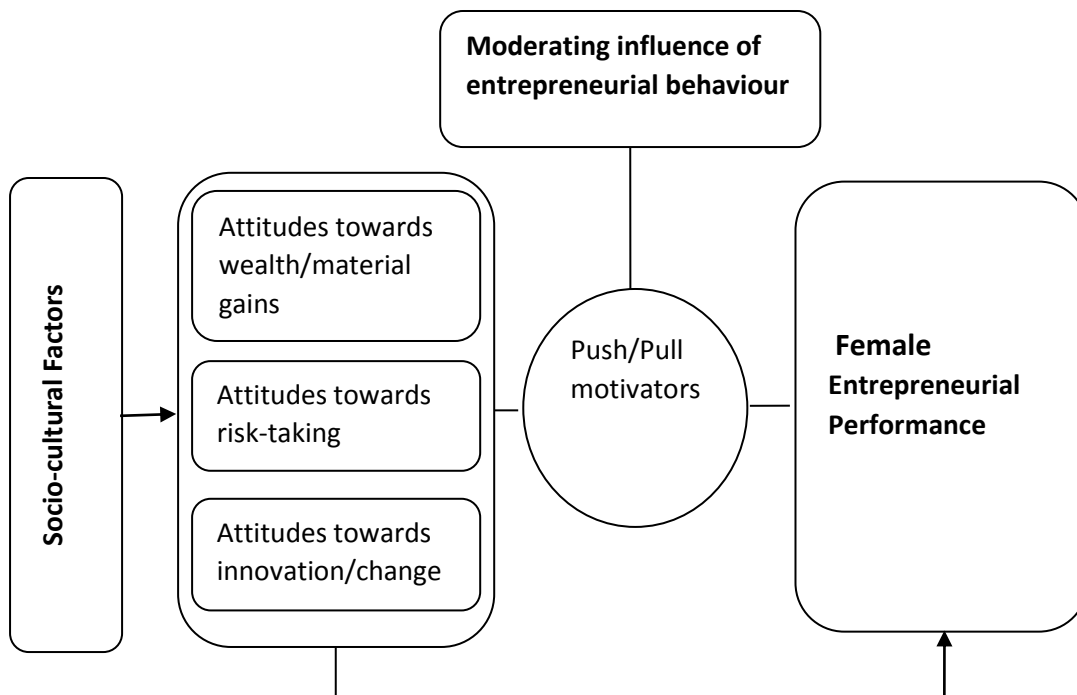 Moderating influence of
entrepreneurial behaviour
Socio-cultural Factors
Attitudes towards
wealth/material
gains
Attitudes towards
risk-taking
Attitudes towards
innovation/change
Push/Pull
motivators
Female
Entrepreneurial
Performance